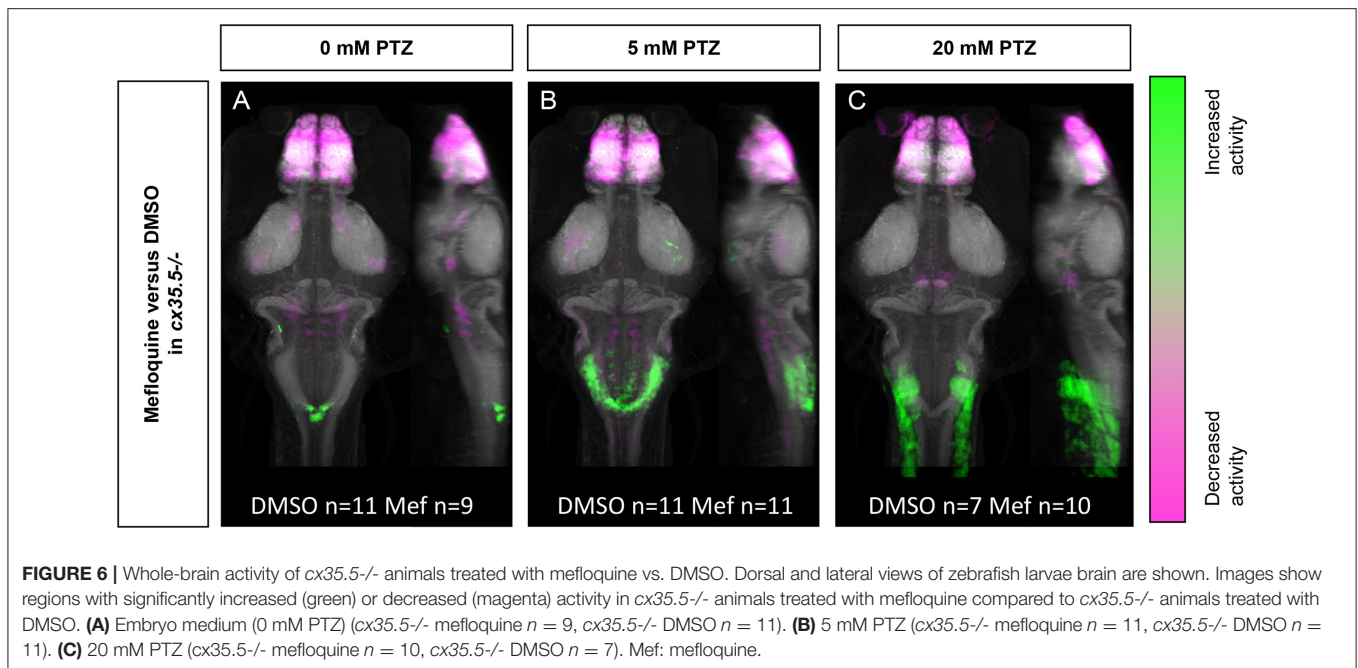 0 mM PTZ
5 mM PTZ
20 mM PTZ
Mefloquine versus DMSO
in cx35.5-/-
A
B
C
DMSO n=11 Mef n=9
DMSO n=11 Mef n=11
DMSO n=7 Mef n=10
Increased
activity
Decreased
activity
FIGURE 6 | Whole-brain activity of cx35.5-/- animals treated with mefloquine vs. DMSO. Dorsal and lateral views of zebrafish larvae brain are shown. Images show
regions with significantly increased (green) or decreased (magenta) activity in cx35.5-/- animals treated with mefloquine compared to cx35.5-/- animals treated with
DMSO. (A) Embryo medium (0 mM PTZ) (cx35.5-/- mefloquine n = 9, cx35.5-/- DMSO n = 11). (B) 5 mM PTZ (cx35.5-/- mefloquine n = 11, cx35.5-/- DMSO n =
11). (C) 20 mM PTZ (cx35.5-/- mefloquine n = 10, cx35.5-/- DMSO n = 7). Mef: mefloquine.